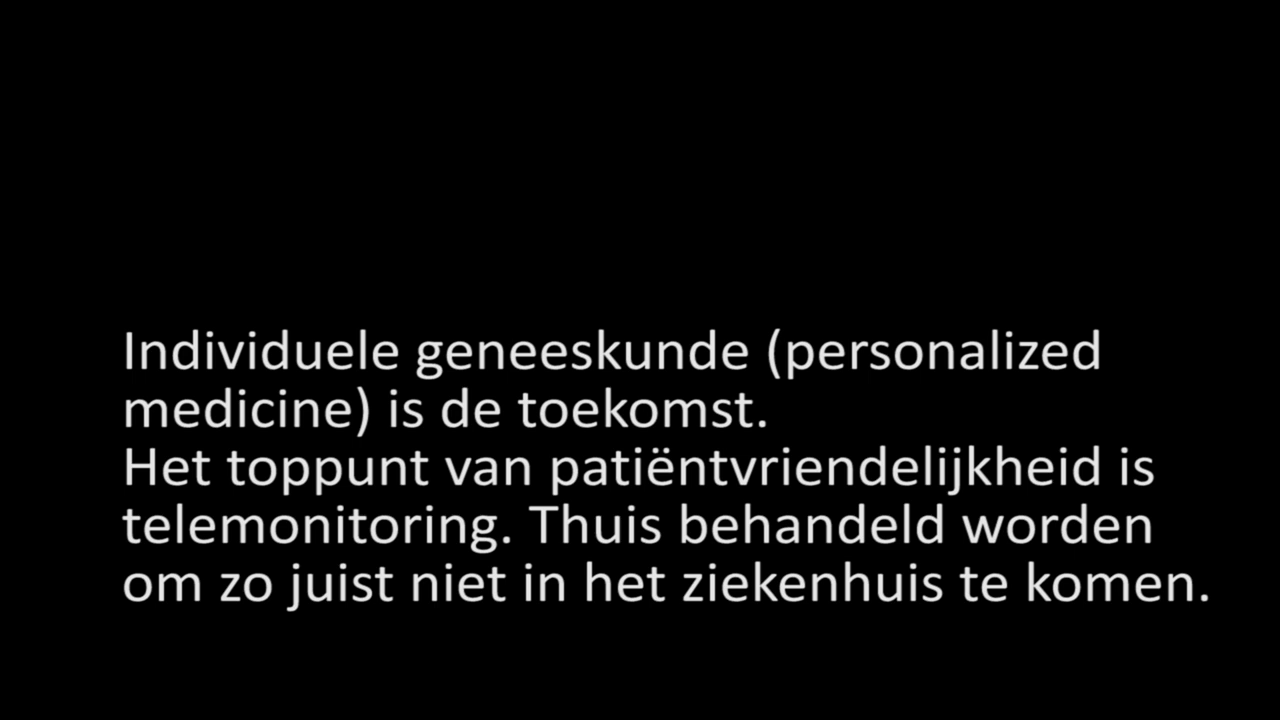 Individuele geneeskunde (personalized
medicine) is de toekomst.
Het toppunt van patiëntvriendelijkheid is
telemonitoring. Thuis behandeld worden
om zo juist niet in het ziekenhuis te komen.